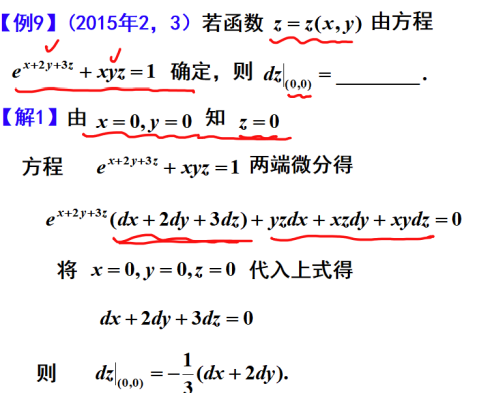 【例9】(2015年2，3）若函数 z = z(x, y) 由方程
e^{x+2y+3z} + xyz = 1 确定，则 dz|_{(0,0)} = ________ .
【解1】由 x = 0, y = 0 知 z = 0
方程 e^{x+2y+3z} + xyz = 1 两端微分得
e^{x+2y+3z}(dx + 2dy + 3dz) + yzdx + xzdy + xydz = 0
将 x = 0, y = 0, z = 0 代入上式得
dx + 2dy + 3dz = 0
则 dz|_{(0,0)} = -\frac{1}{3}(dx + 2dy).